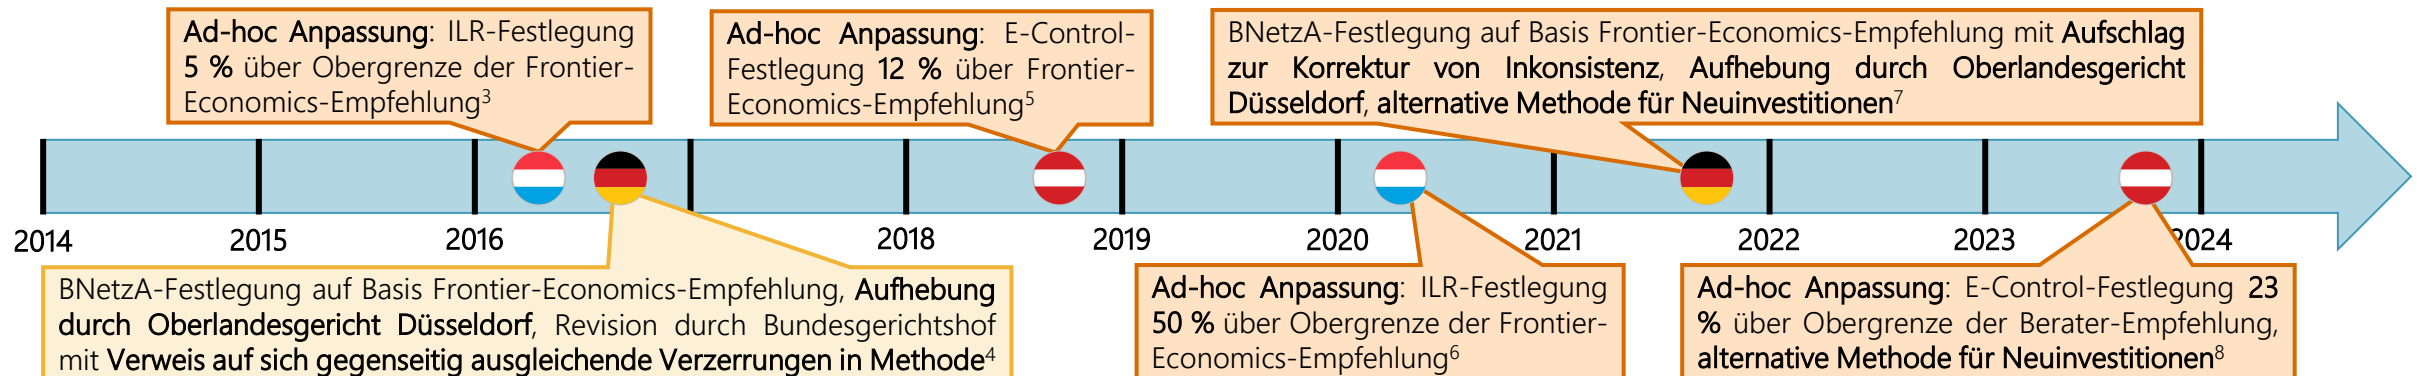 Ad-hoc Anpassung: ILR-Festlegung
5 % über Obergrenze der Frontier-
Economics-Empfehlung³
Ad-hoc Anpassung: E-Control-
Festlegung 12 % über Frontier-
Economics-Empfehlung⁵
BNetzA-Festlegung auf Basis Frontier-Economics-Empfehlung mit Aufschlag
zur Korrektur von Inkonsistenz, Aufhebung durch Oberlandesgericht
Düsseldorf, alternative Methode für Neuinvestitionen⁷
2014
2015
2016
2018
2019
2020
2021
2022
2023
2024
BNetzA-Festlegung auf Basis Frontier-Economics-Empfehlung, Aufhebung
durch Oberlandesgericht Düsseldorf, Revision durch Bundesgerichtshof
mit Verweis auf sich gegenseitig ausgleichende Verzerrungen in Methode⁴
Ad-hoc Anpassung: ILR-Festlegung
50 % über Obergrenze der Frontier-
Economics-Empfehlung⁶
Ad-hoc Anpassung: E-Control-Festlegung 23
% über Obergrenze der Berater-Empfehlung,
alternative Methode für Neuinvestitionen⁸